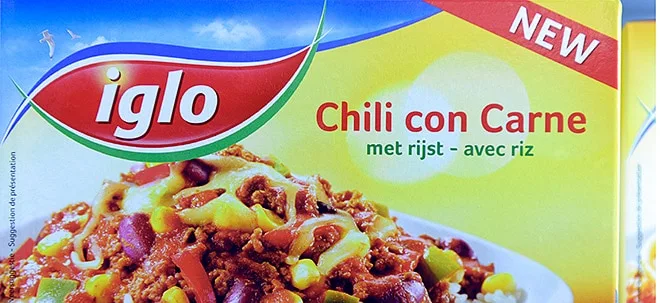 NEW
iglo
Chili con Carne
met rijst - avec riz
Suggestion de présentation